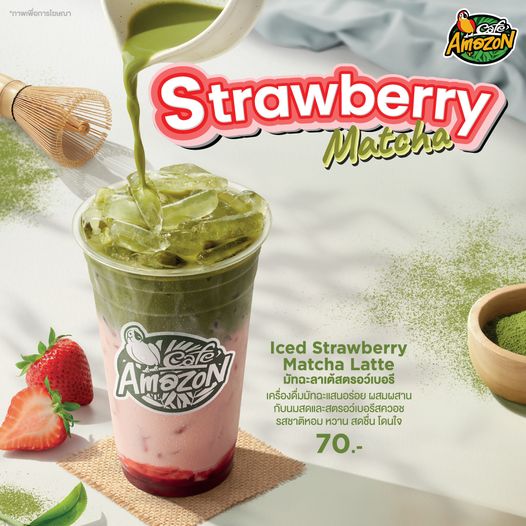 *ภาพเพื่อการโฆษณา
Café
Amazon
Strawberry
Matcha
Café
Amazon
Iced Strawberry
Matcha Latte
มัทฉะลาเต้สตรอว์เบอรี
เครื่องดื่มมัทฉะแสนอร่อย ผสมผสาน
กับนมสดและสตรอว์เบอรีสควอช
รสชาติหอม หวาน สดชื่น โดนใจ
70.-